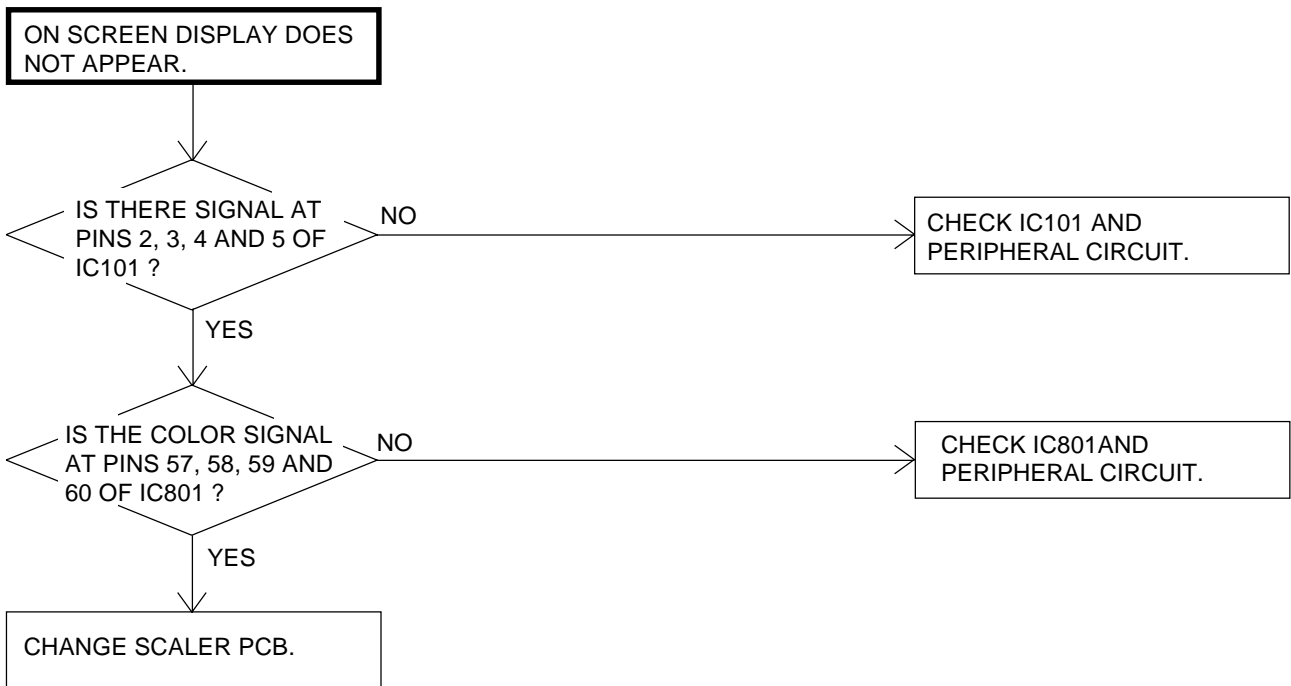 ON SCREEN DISPLAY DOES
NOT APPEAR.
IS THERE SIGNAL AT
PINS 2, 3, 4 AND 5 OF
IC101 ?
NO
CHECK IC101 AND
PERIPHERAL CIRCUIT.
YES
IS THE COLOR SIGNAL
AT PINS 57, 58, 59 AND
60 OF IC801 ?
NO
CHECK IC801AND
PERIPHERAL CIRCUIT.
YES
CHANGE SCALER PCB.